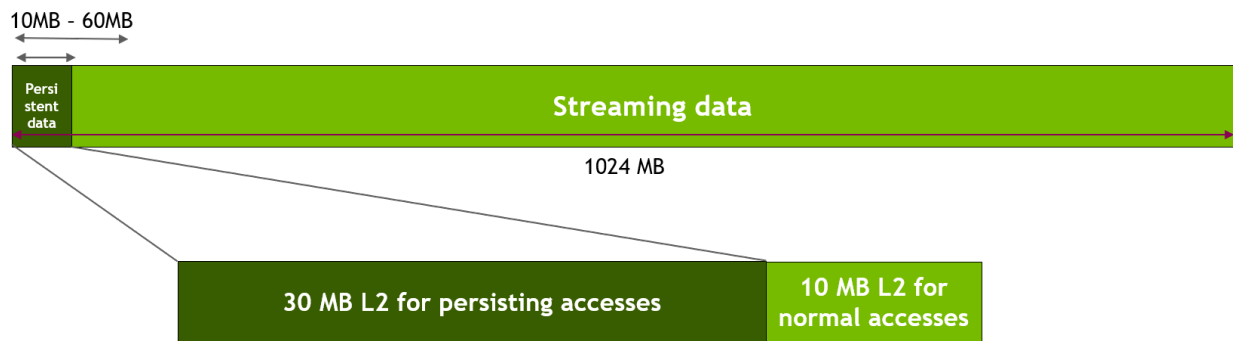 10MB – 60MB
Persi
stent
data
Streaming data
1024 MB
30 MB L2 for persisting accesses
10 MB L2 for
normal accesses